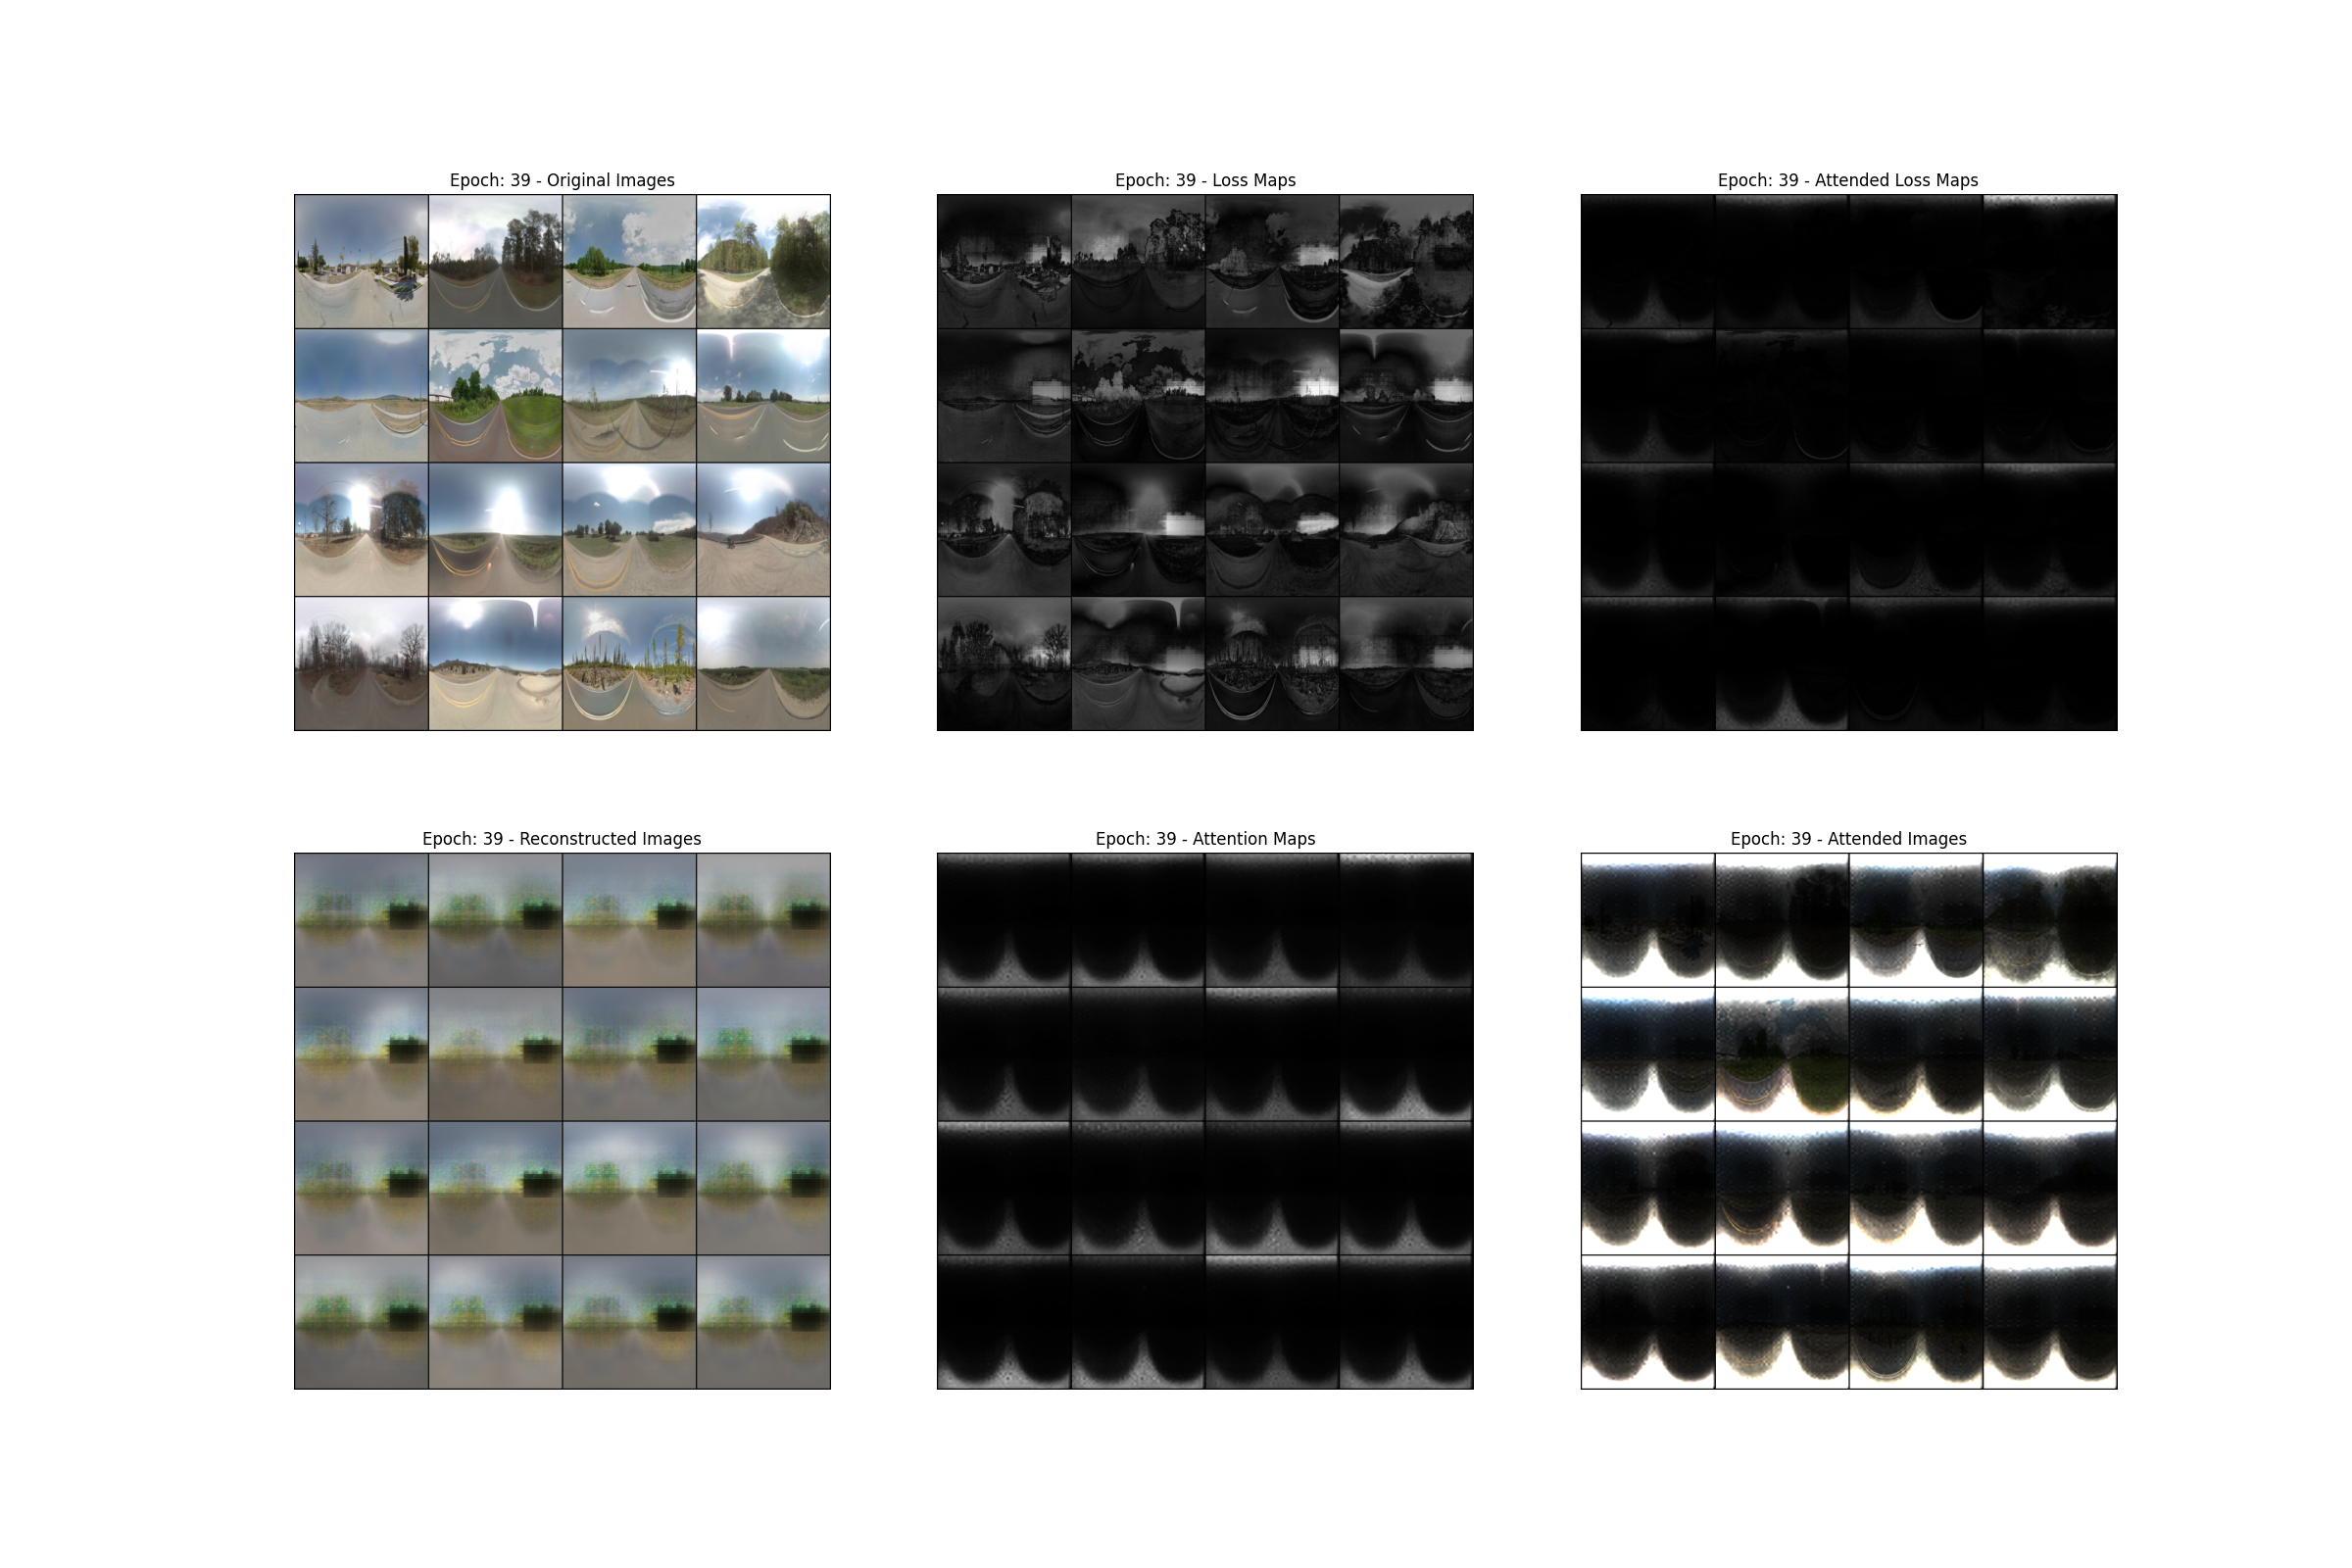 Epoch: 39 - Original Images
Epoch: 39 - Loss Maps
Epoch: 39 - Attended Loss Maps
Epoch: 39 - Reconstructed Images
Epoch: 39 - Attention Maps
Epoch: 39 - Attended Images